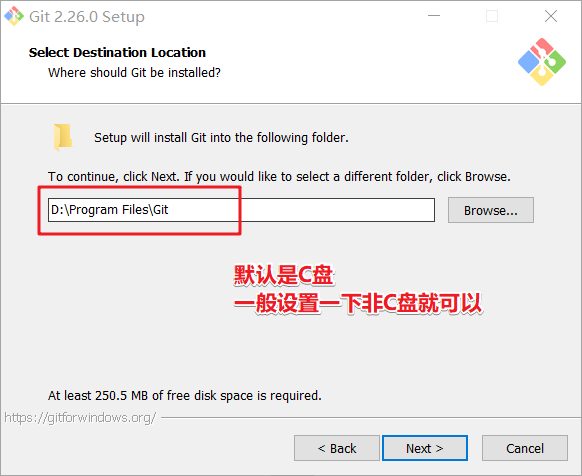 Git 2.26.0 Setup
Select Destination Location
Where should Git be installed?
Setup will install Git into the following folder.
To continue, click Next. If you would like to select a different folder, click Browse.
D:\Program Files\Git
Browse...
默认是C盘
一般设置一下非C盘就可以
At least 250.5 MB of free disk space is required.
https://gitforwindows.org/
< Back
Next >
Cancel